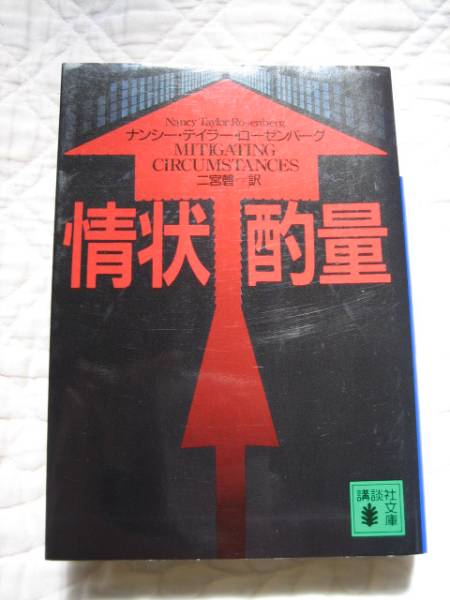 Nancy Taylor Rosenberg
ナンシー・テイラー・ローゼンバーグ
MITIGATING
CIRCUMSTANCES
二宮磬=訳
情状酌量
講談社
文庫